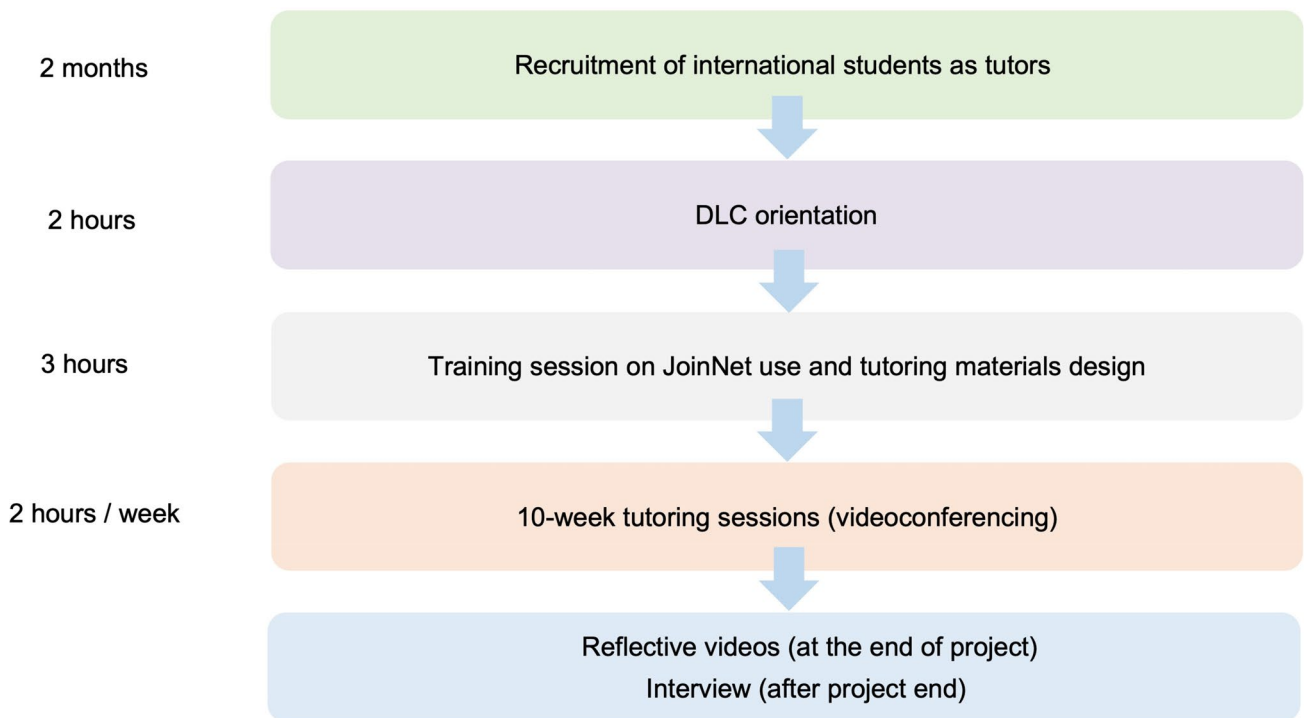 2 months
Recruitment of international students as tutors
2 hours
DLC orientation
3 hours
Training session on JoinNet use and tutoring materials design
2 hours / week
10-week tutoring sessions (videoconferencing)
Reflective videos (at the end of project)
Interview (after project end)